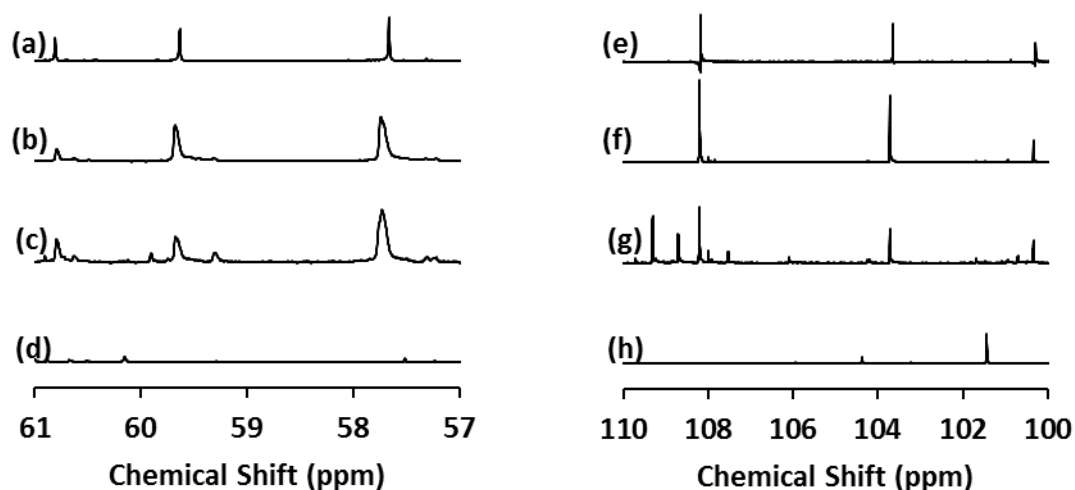 (a)
(b)
(c)
(d)
61 60 59 58 57
Chemical Shift (ppm)
(e)
(f)
(g)
(h)
110 108 106 104 102 100
Chemical Shift (ppm)